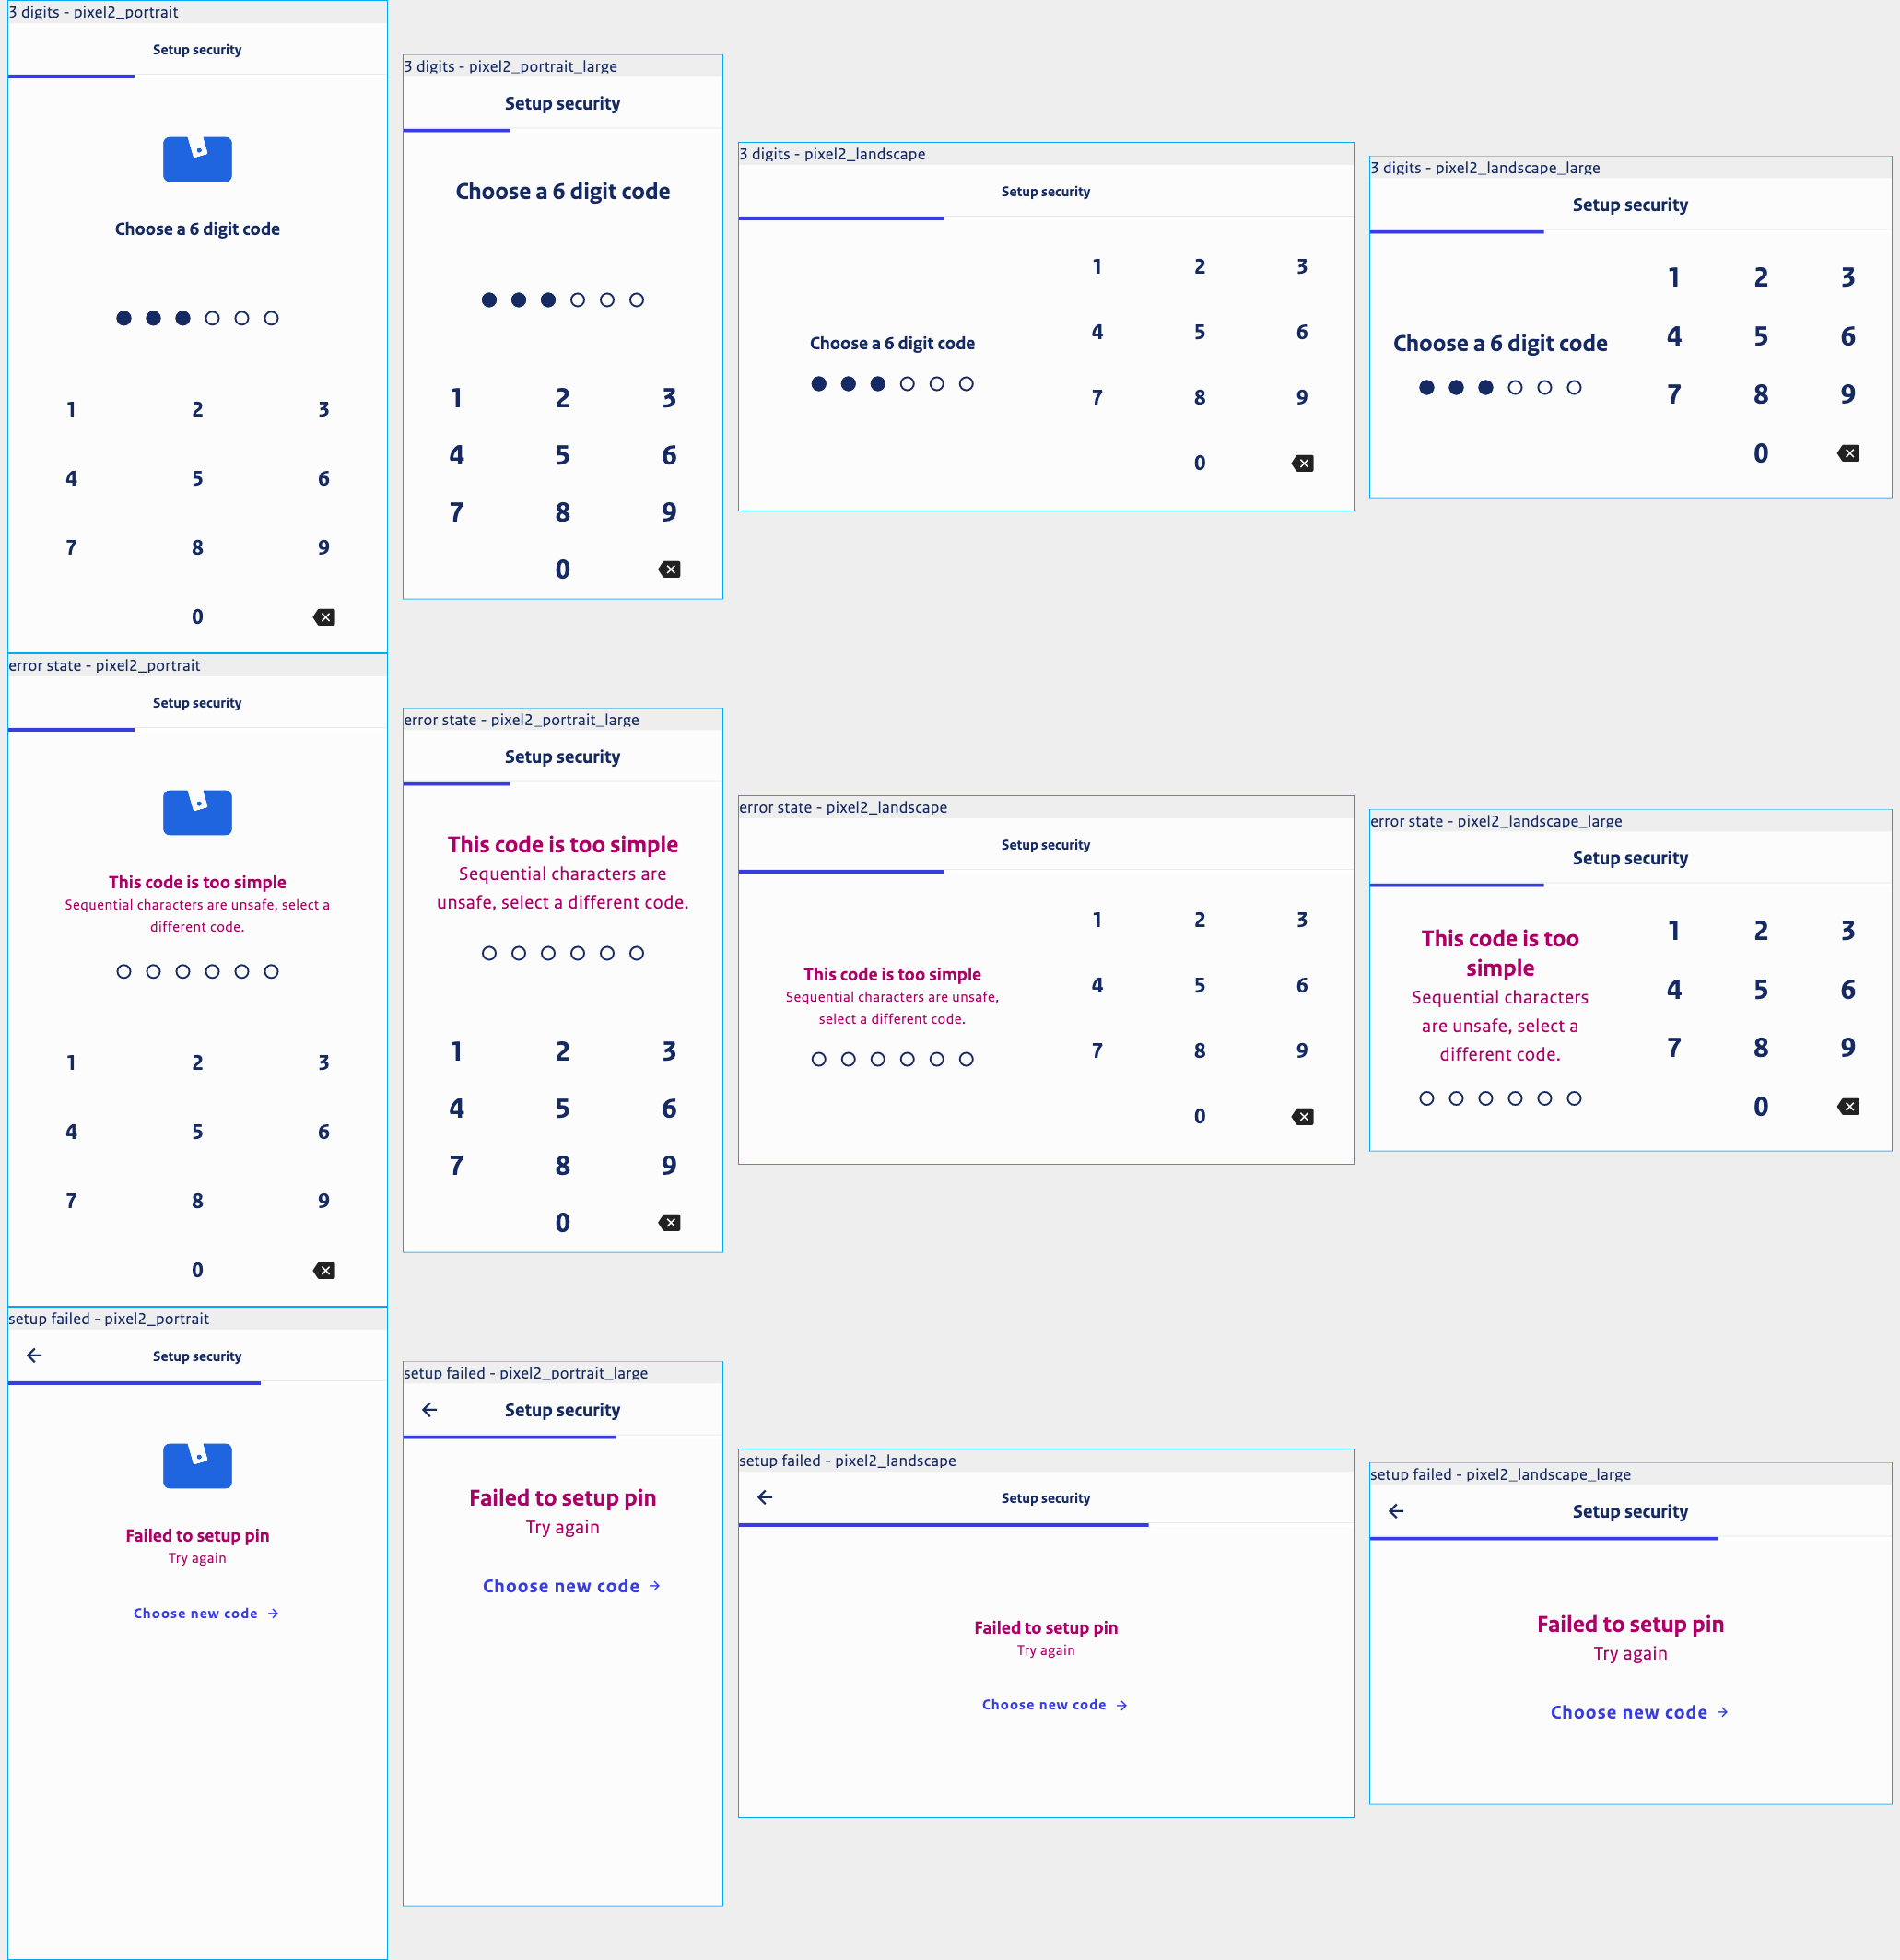 3 digits - pixel2_portrait
Setup security
Choose a 6 digit code
1 2 3
4 5 6
7 8 9
0
3 digits - pixel2_portrait_large
Setup security
Choose a 6 digit code
1 2 3
4 5 6
7 8 9
0
3 digits - pixel2_landscape
Setup security
Choose a 6 digit code
1 2 3
4 5 6
7 8 9
0
3 digits - pixel2_landscape_large
Setup security
Choose a 6 digit code
1 2 3
4 5 6
7 8 9
0
error state - pixel2_portrait
Setup security
This code is too simple
Sequential characters are unsafe, select a
different code.
1 2 3
4 5 6
7 8 9
0
error state - pixel2_portrait_large
Setup security
This code is too simple
Sequential characters are
unsafe, select a different code.
1 2 3
4 5 6
7 8 9
0
error state - pixel2_landscape
Setup security
This code is too simple
Sequential characters are unsafe,
select a different code.
1 2 3
4 5 6
7 8 9
0
error state - pixel2_landscape_large
Setup security
This code is too
simple
Sequential characters
are unsafe, select a
different code.
1 2 3
4 5 6
7 8 9
0
setup failed - pixel2_portrait
Setup security
Failed to setup pin
Try again
Choose new code
setup failed - pixel2_portrait_large
Setup security
Failed to setup pin
Try again
Choose new code
setup failed - pixel2_landscape
Setup security
Failed to setup pin
Try again
Choose new code
setup failed - pixel2_landscape_large
Setup security
Failed to setup pin
Try again
Choose new code